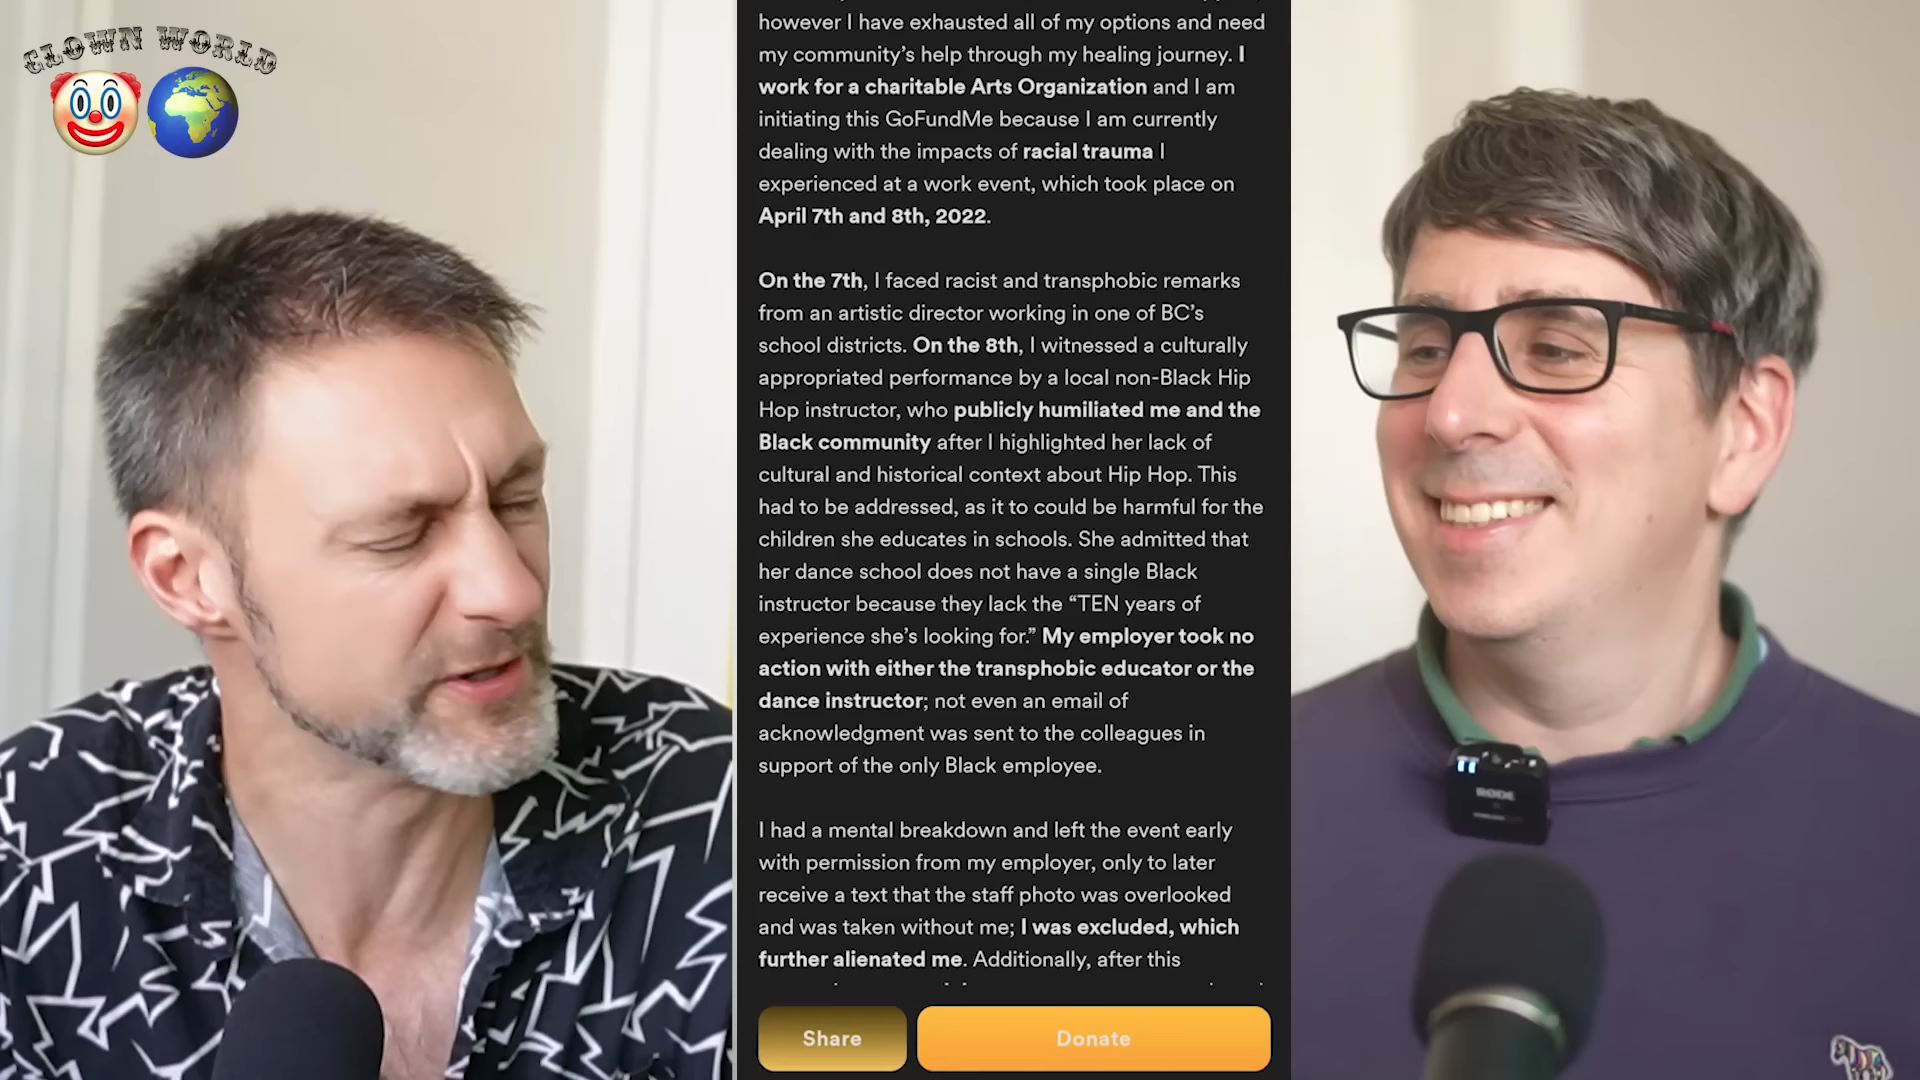 CLOWN WORLD
however I have exhausted all of my options and need
my community's help through my healing journey. I
work for a charitable Arts Organization and I am
initiating this GoFundMe because I am currently
dealing with the impacts of racial trauma I
experienced at a work event, which took place on
April 7th and 8th, 2022.
On the 7th, I faced racist and transphobic remarks
from an artistic director working in one of BC's
school districts. On the 8th, I witnessed a culturally
appropriated performance by a local non-Black Hip
Hop instructor, who publicly humiliated me and the
Black community after I highlighted her lack of
cultural and historical context about Hip Hop. This
had to be addressed, as it to could be harmful for the
children she educates in schools. She admitted that
her dance school does not have a single Black
instructor because they lack the “TEN years of
experience she's looking for.” My employer took no
action with either the transphobic educator or the
dance instructor; not even an email of
acknowledgment was sent to the colleagues in
support of the only Black employee.
I had a mental breakdown and left the event early
with permission from my employer, only to later
receive a text that the staff photo was overlooked
and was taken without me; I was excluded, which
further alienated me. Additionally, after this
Share
Donate
RØDE